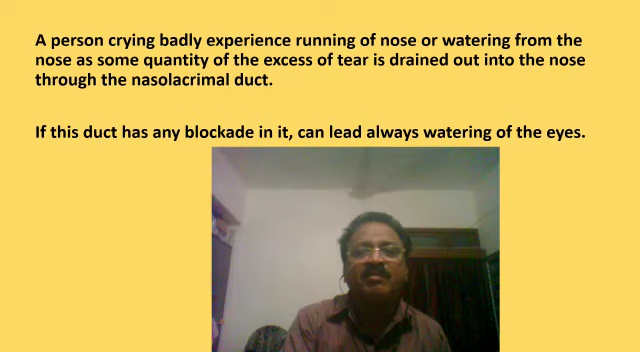 A person crying badly experience running of nose or watering from the
nose as some quantity of the excess of tear is drained out into the nose
through the nasolacrimal duct.
If this duct has any blockade in it, can lead always watering of the eyes.